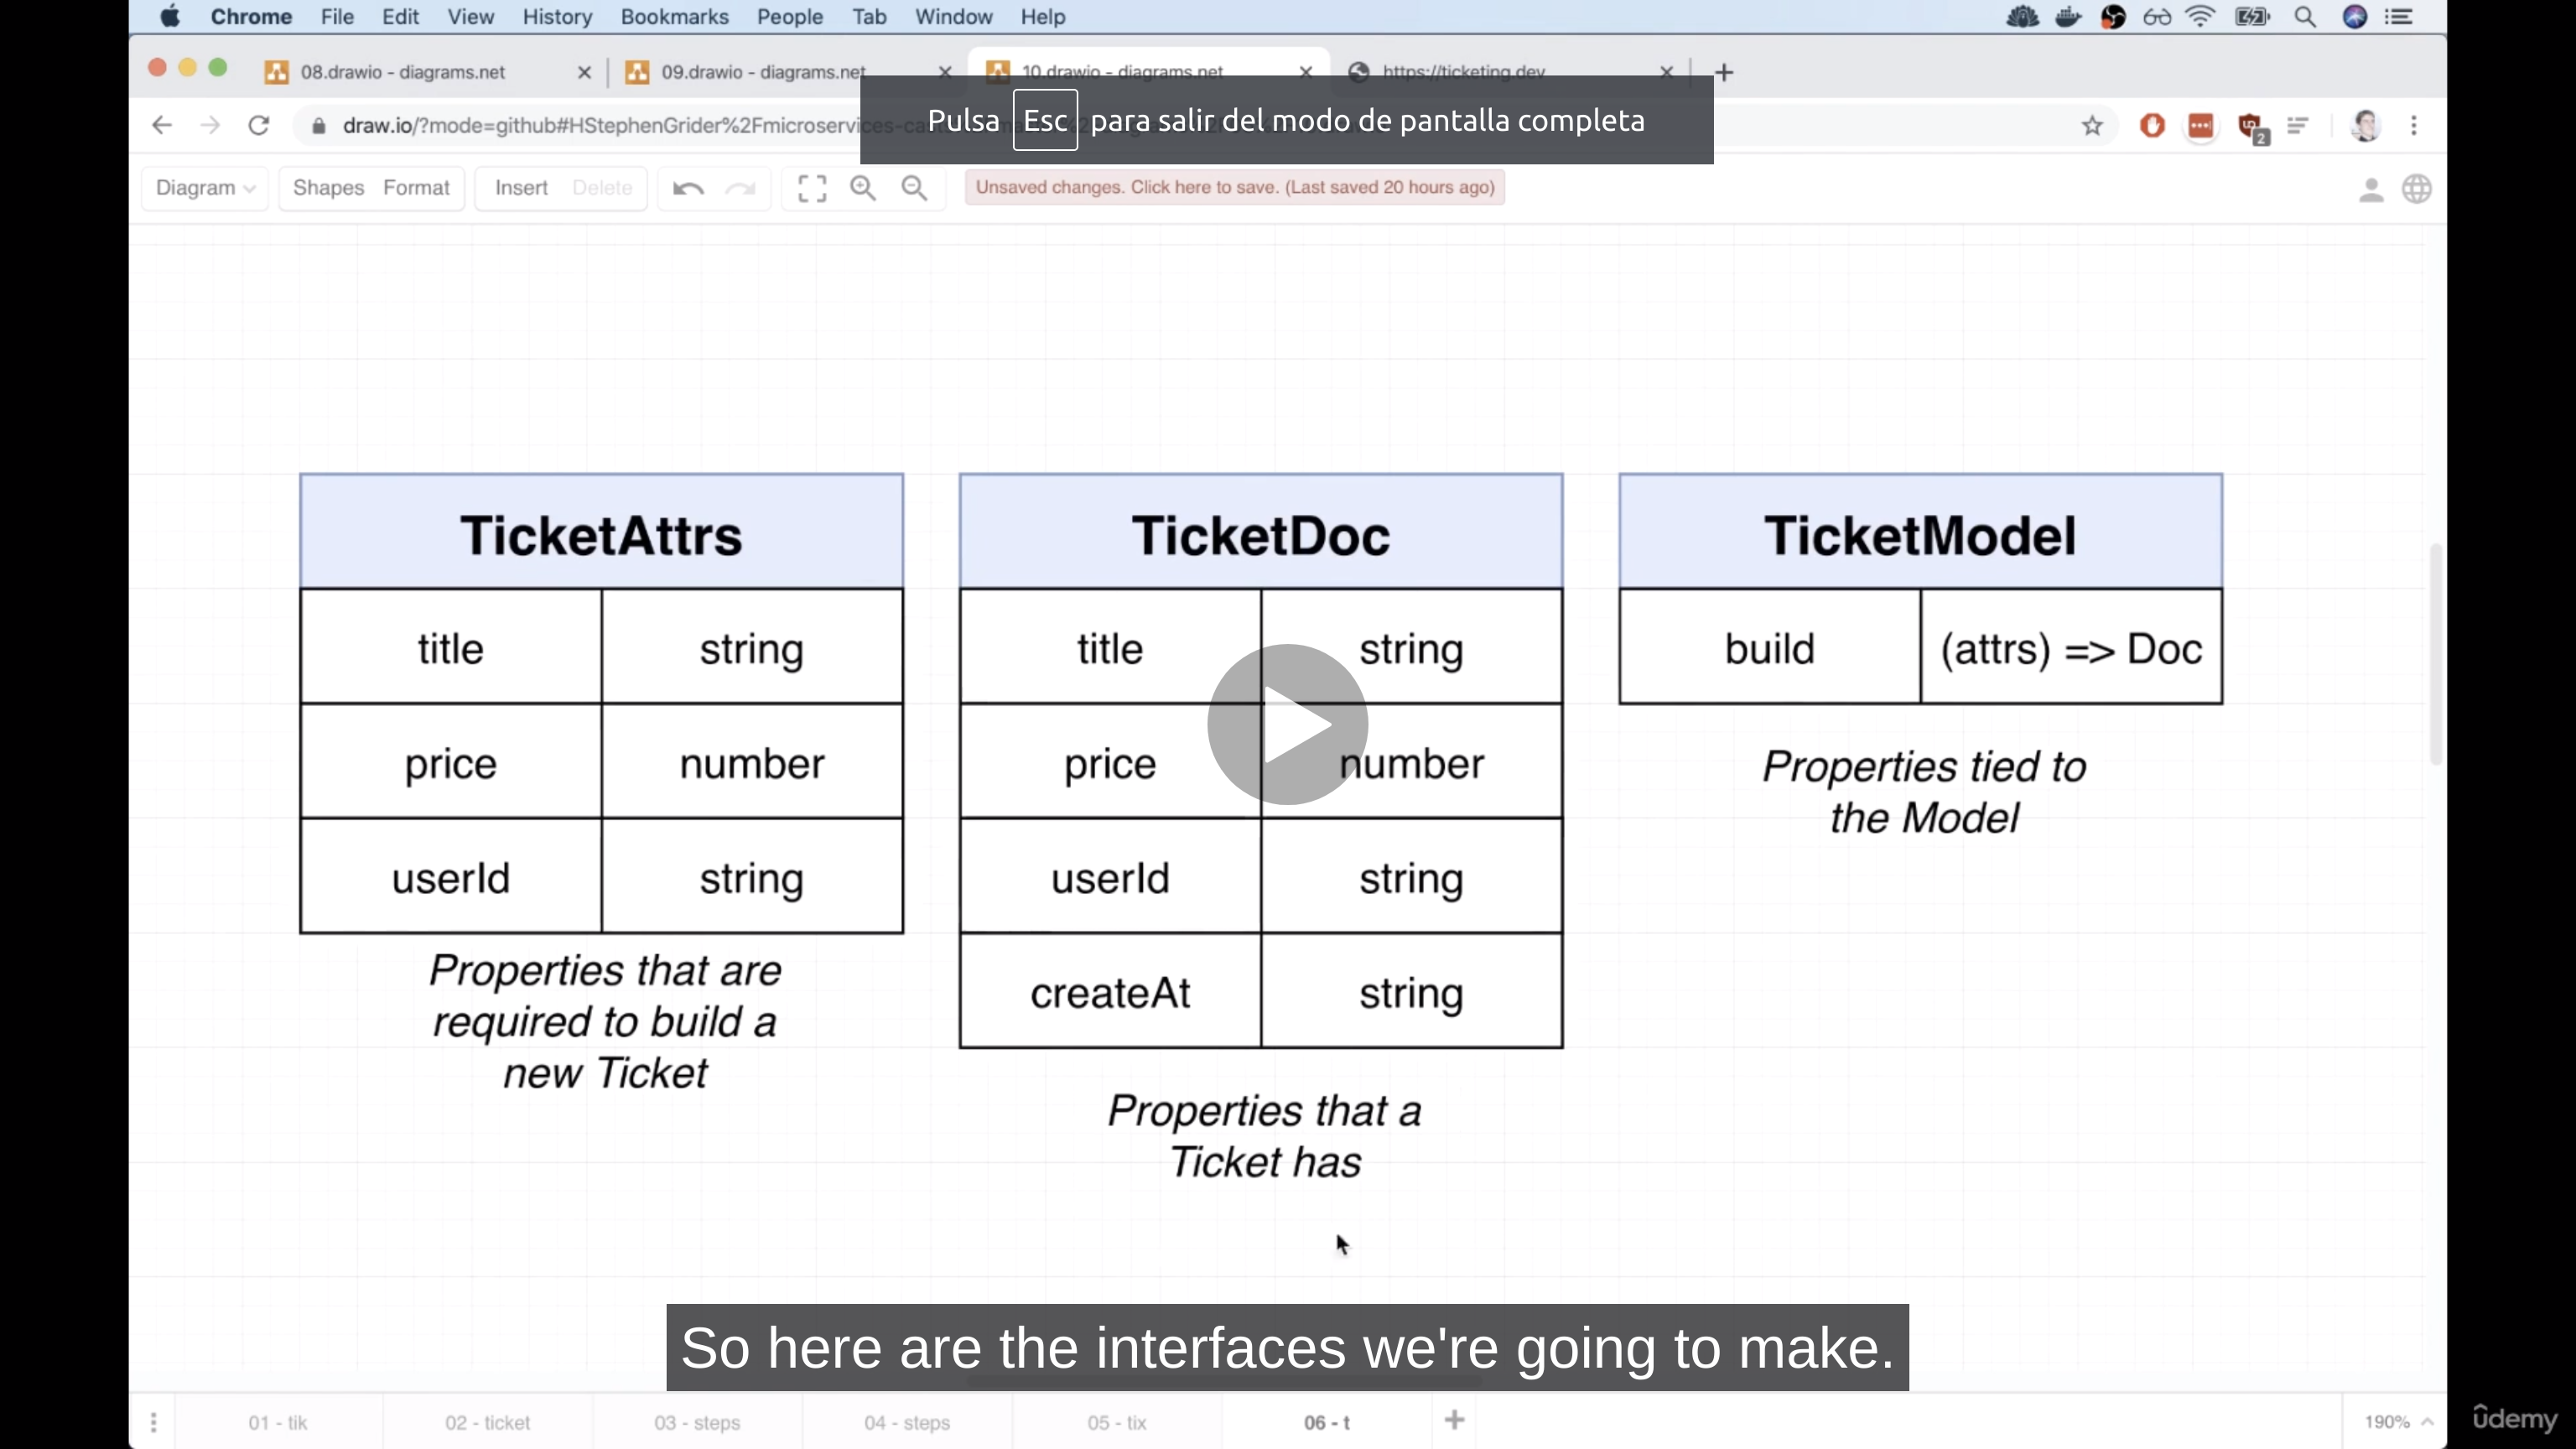 Chrome File Edit View History Bookmarks People Tab Window Help
08.drawio - diagrams.net
09.drawio - diagrams.net
10.drawio - diagrams.net
https://ticketing.dev
draw.io/?mode=github#HStephenGrider%2Fmicroservices-cas
2
Pulsa Esc para salir del modo de pantalla completa
Diagram Shapes Format Insert Delete
Unsaved changes. Click here to save. (Last saved 20 hours ago)
TicketAttrs
title string
price number
userId string
Properties that are
required to build a
new Ticket
TicketDoc
title string
price number
userId string
createAt string
Properties that a
Ticket has
TicketModel
build (attrs) => Doc
Properties tied to
the Model
So here are the interfaces we're going to make.
01 - tik 02 - ticket 03 - steps 04 - steps 05 - tix 06 - t
190%
ûdemy